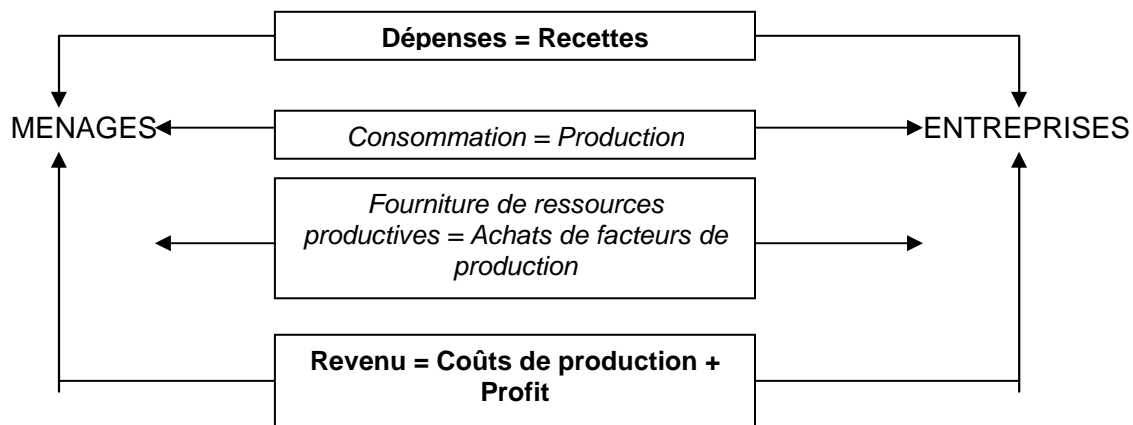 Dépenses = Recettes
MENAGES
ENTREPRISES
Consommation = Production
Fourniture de ressources
productives = Achats de facteurs de
production
Revenu = Coûts de production +
Profit